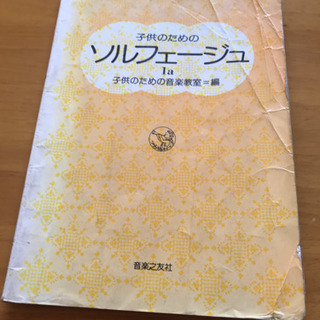 子供のための
ソルフェージュ
1a
子供のための音楽教室＝編
音楽之友社